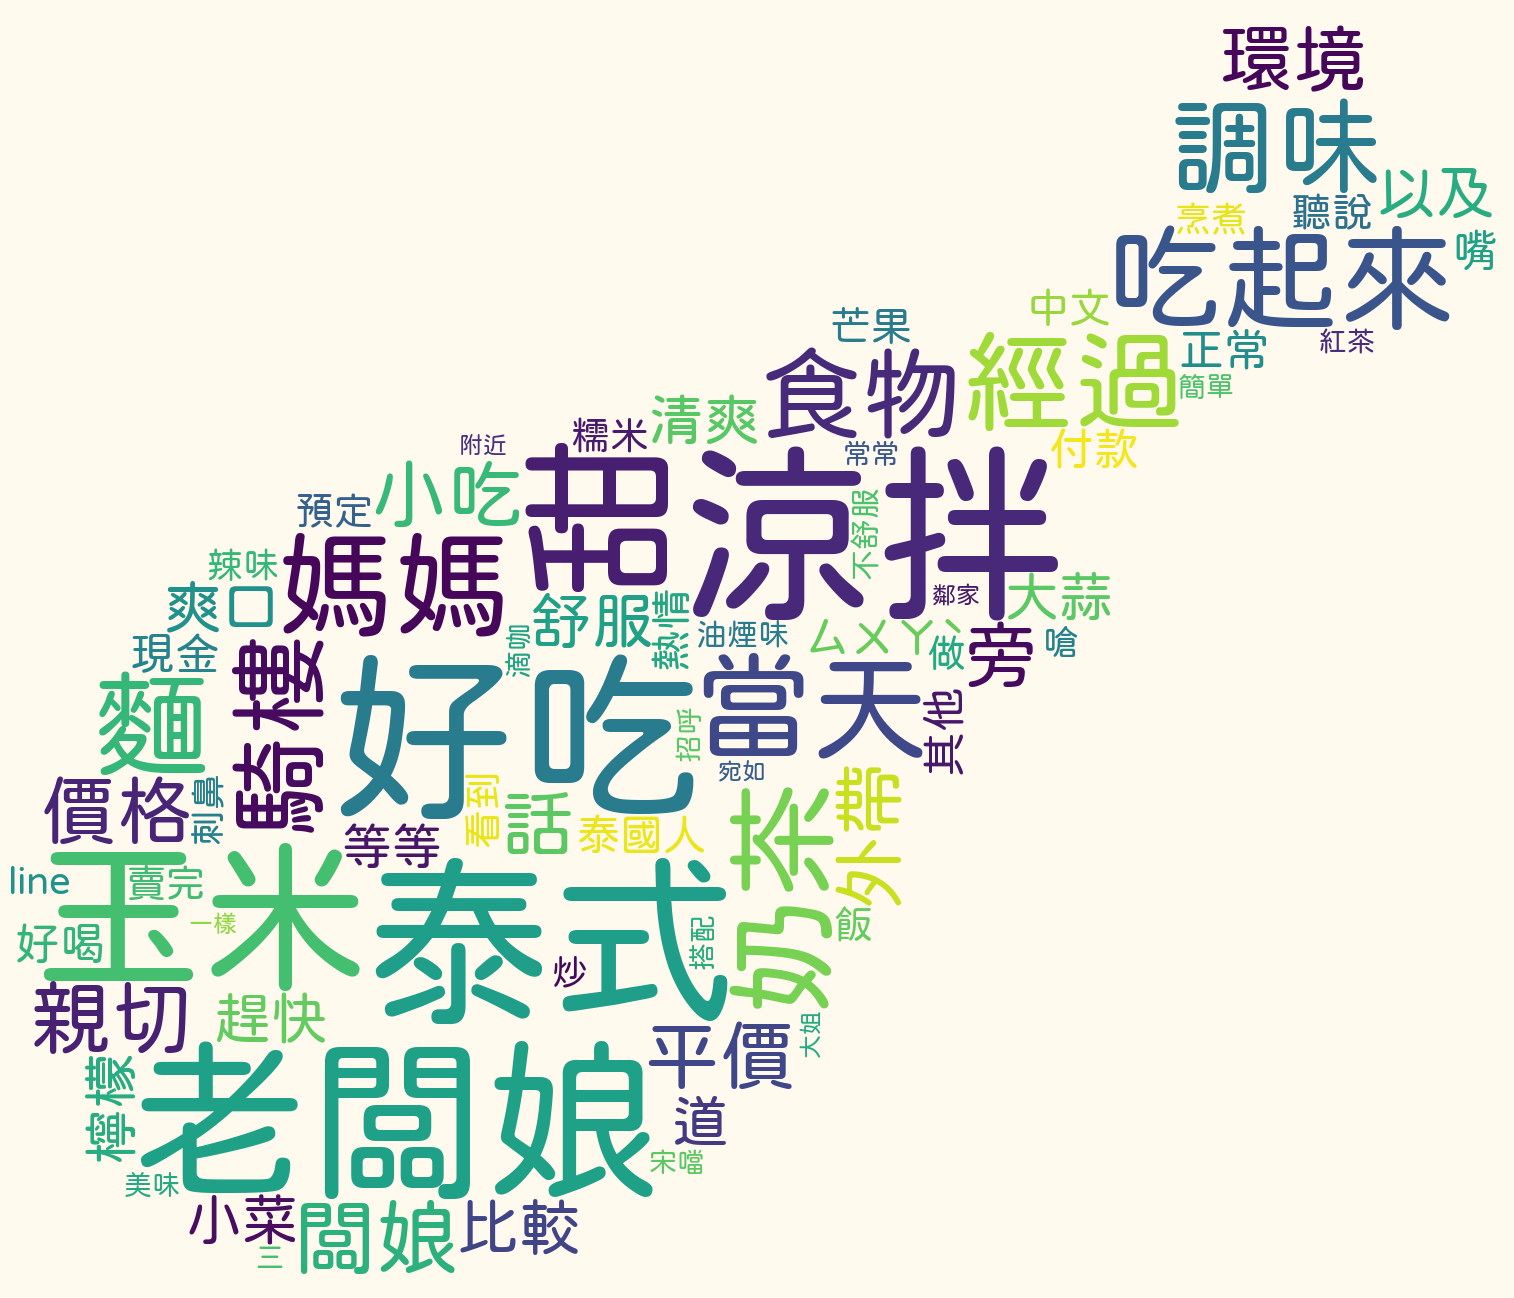 環境
調味
以及
烹煮
聽說
嘴
吃起來
中文
芒果
正常
紅茶
經過
食物
簡單
清爽
糯米
附近
付款
常常
小吃
涼拌
預定
不舒服
辣味
媽媽
爽口
大蒜
鄰家
舒服
熱情
滴咖
油煙味
ㄙㄨㄚˋ
做
旁
嗆
現金
騎樓
麵
好吃
當天
其他
招呼
宛如
價格
刺鼻
看到
話
泰國人
等等
奶茶
外帶
玉米
line
賣完
泰式
一樣
好喝
飯
搭配
炒
親切
趕快
大姐
平價
老闆娘
檸檬
道
宋噹
美味
小菜
闆娘
比較
三